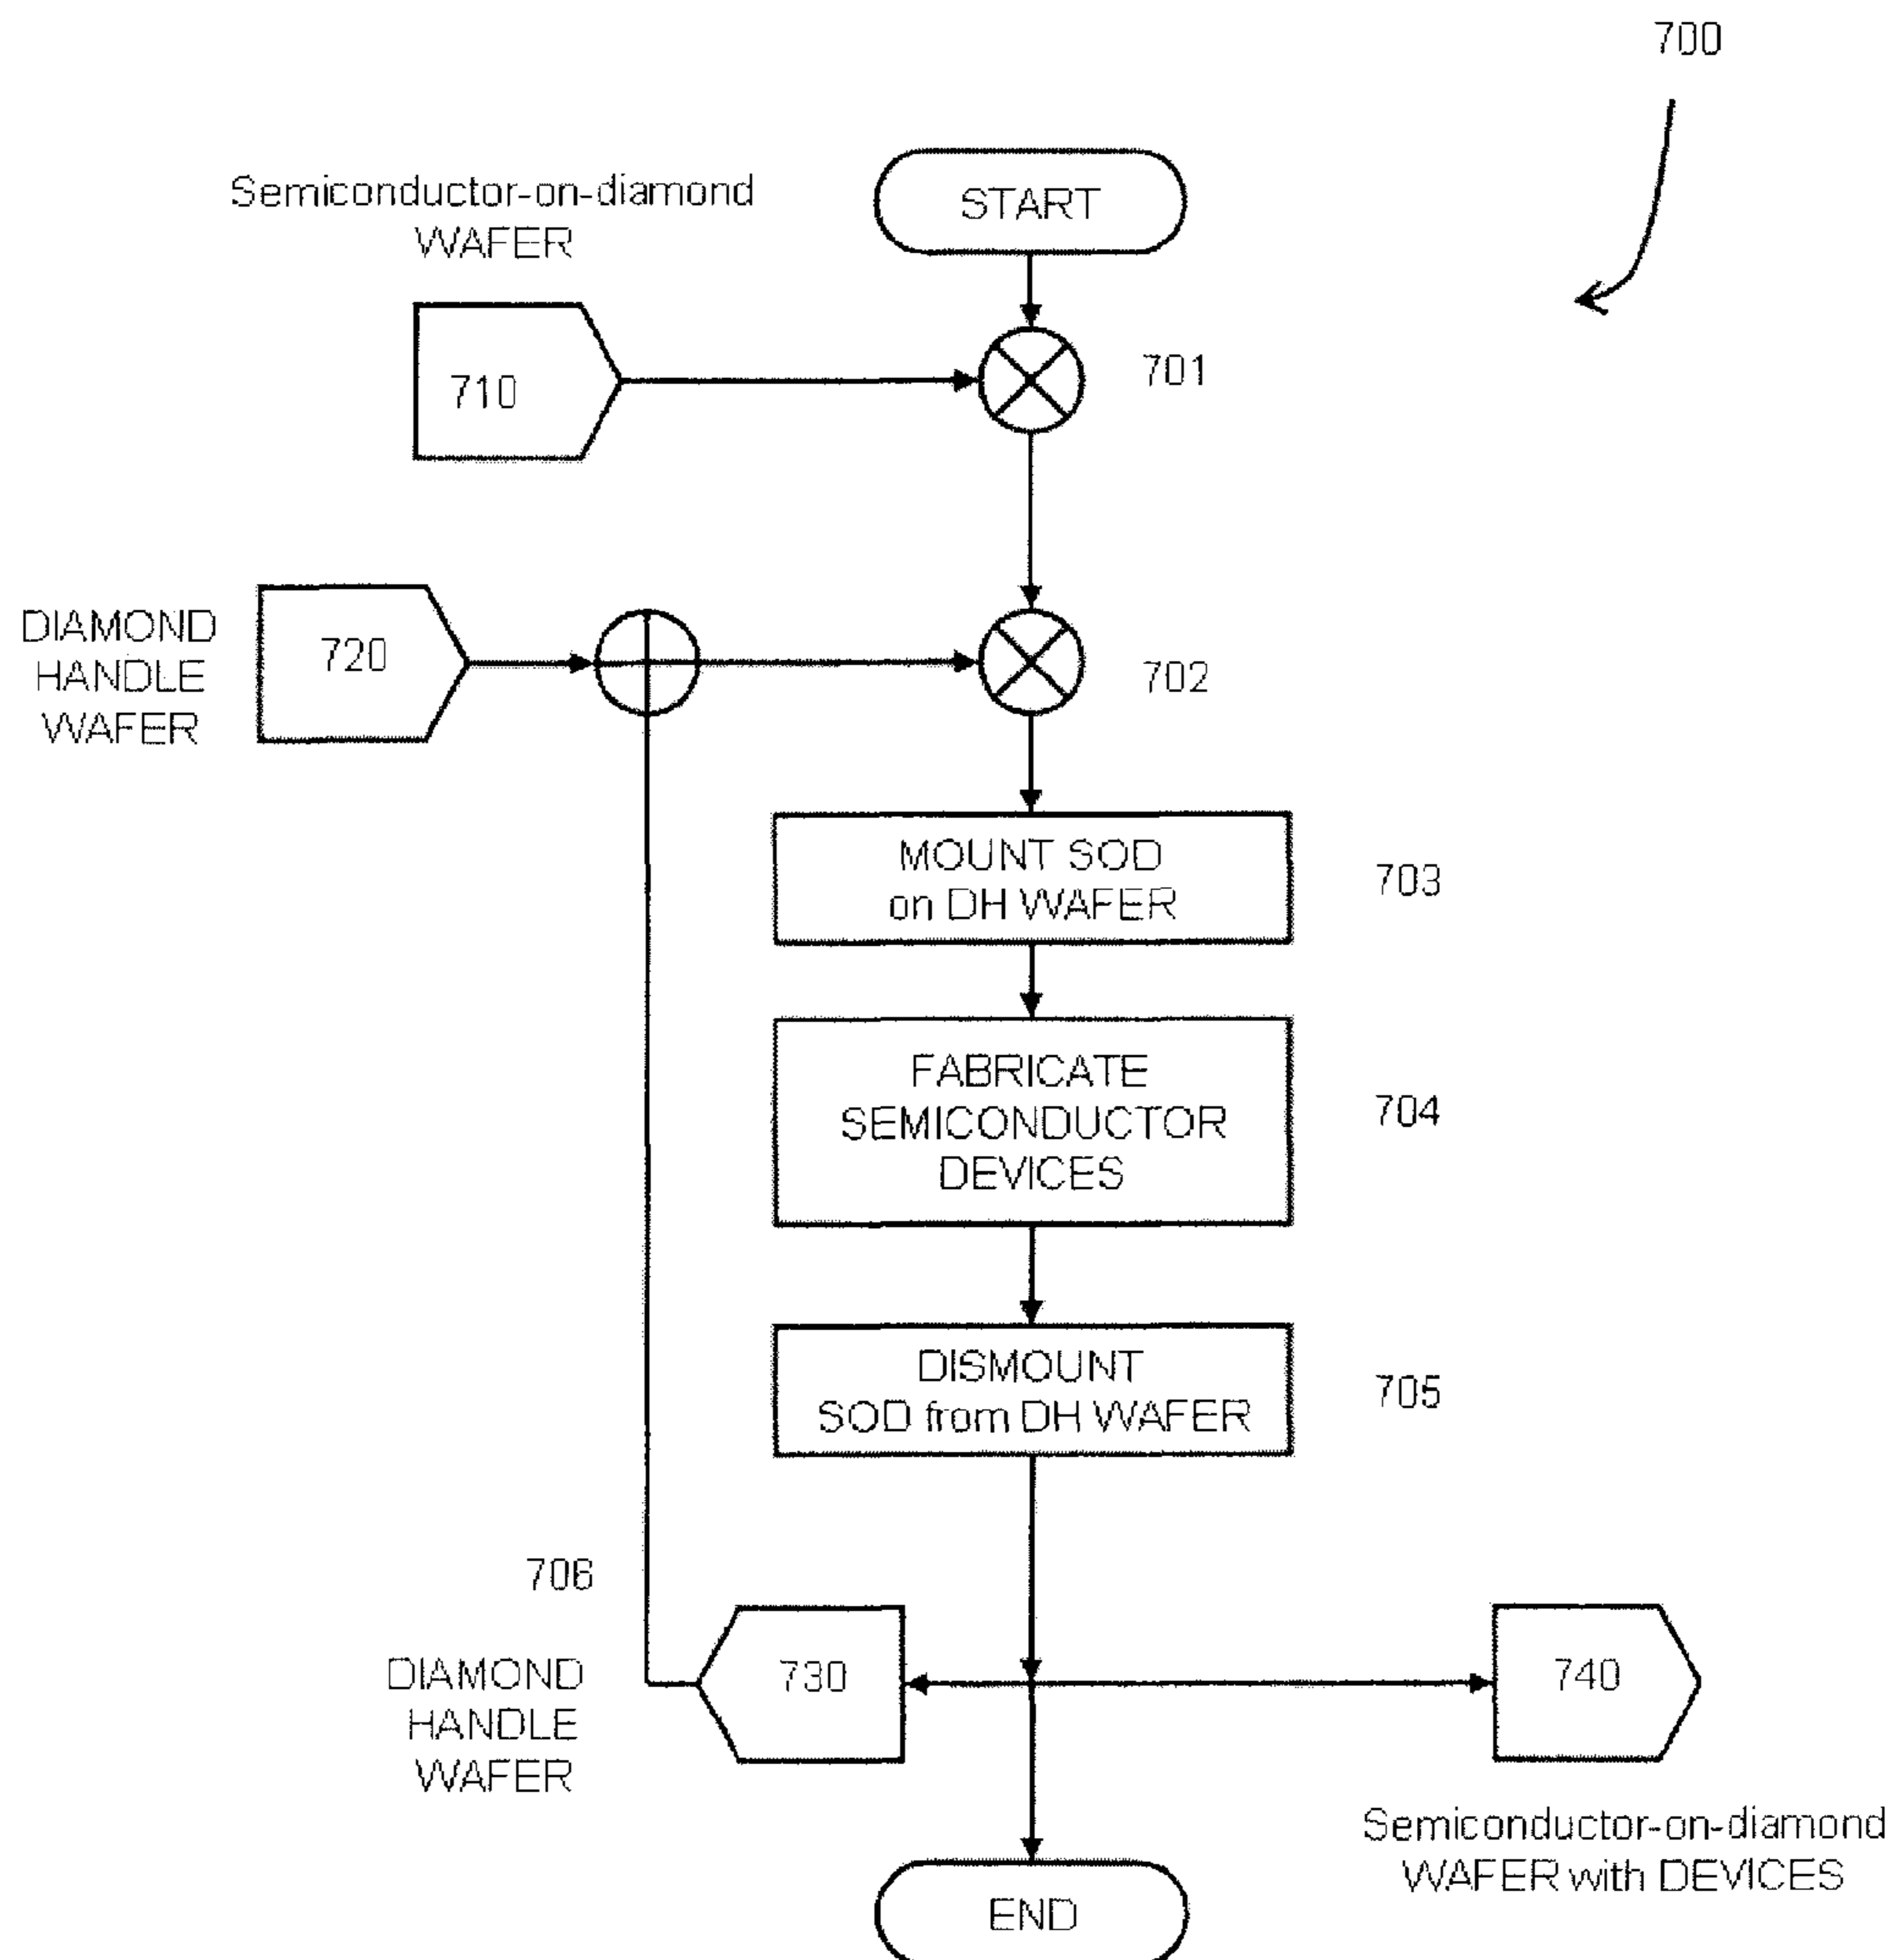 700
START
Semiconductor-on-diamond
WAFER
710
701
DIAMOND
HANDLE
WAFER
720
702
MOUNT SOD
on DH WAFER
703
FABRICATE
SEMICONDUCTOR
DEVICES
704
DISMOUNT
SOD from DH WAFER
705
706
DIAMOND
HANDLE
WAFER
730
740
Semiconductor-on-diamond
WAFER with DEVICES
END